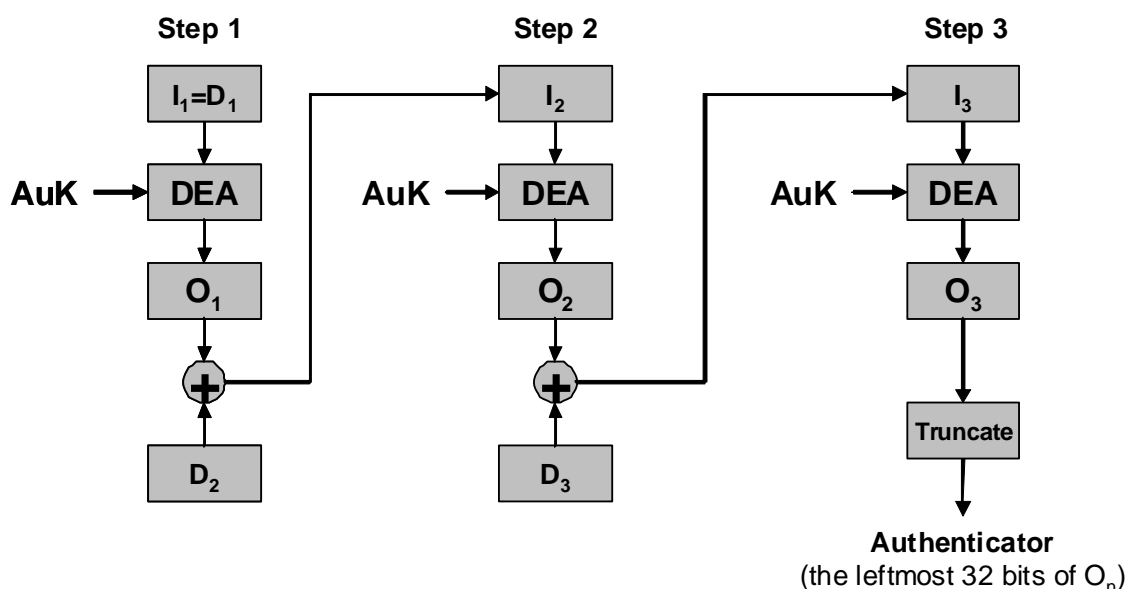 Step 1
Step 2
Step 3
I₁=D₁
I₂
I₃
AuK
DEA
AuK
DEA
AuK
DEA
O₁
O₂
O₃
+
+
Truncate
D₂
D₃
Authenticator
(the leftmost 32 bits of Oₙ)